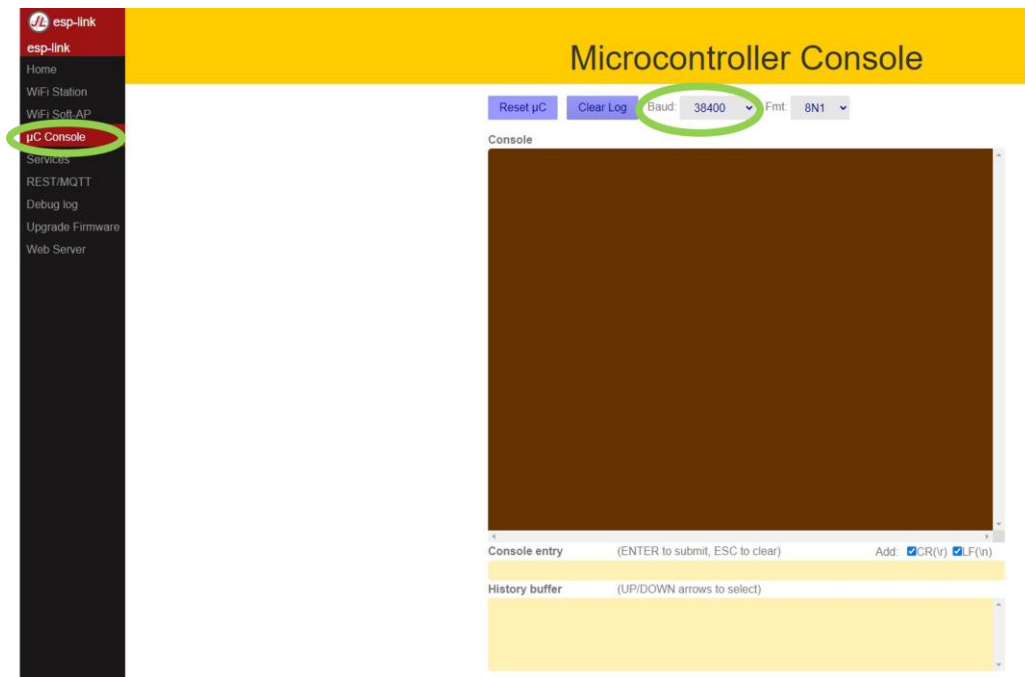 esp-link
esp-link
Home
WiFi Station
WiFi Soft-AP
µC Console
Services
REST/MQTT
Debug log
Upgrade Firmware
Web Server
Microcontroller Console
Reset µC Clear Log Baud: 38400 Fmt: 8N1
Console
Console entry (ENTER to submit, ESC to clear) Add: CR(\r) LF(\n)
History buffer (UP/DOWN arrows to select)